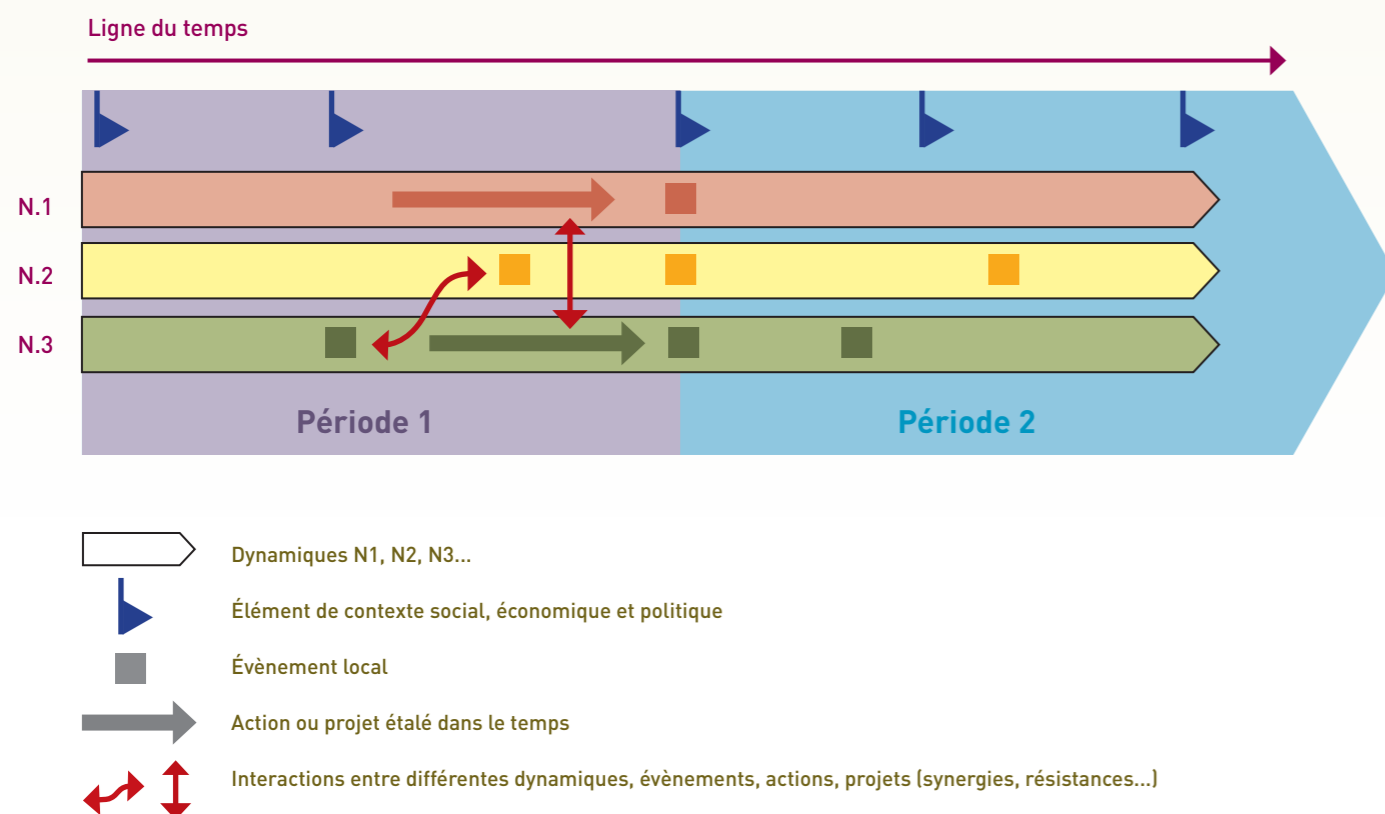 Ligne du temps
N.1
N.2
N.3
Période 1
Période 2
Dynamiques N1, N2, N3...
Élément de contexte social, économique et politique
Évènement local
Action ou projet étalé dans le temps
Interactions entre différentes dynamiques, évènements, actions, projets (synergies, résistances...)